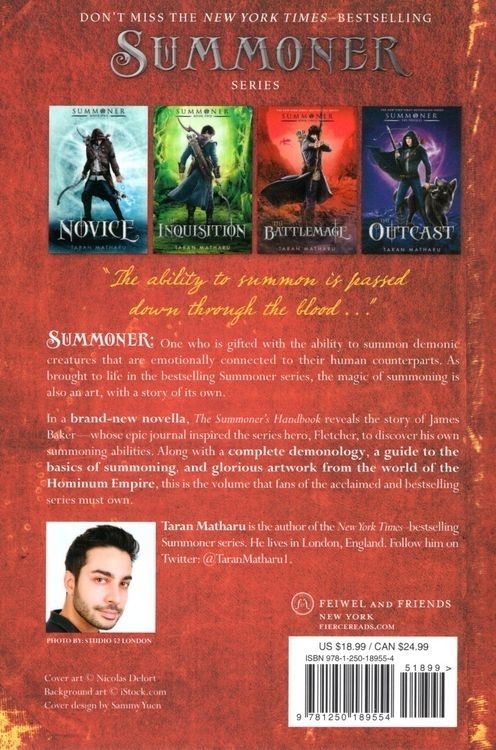 DON'T MISS THE NEW YORK TIMES–BESTSELLING
SUMMONER
SERIES
SUMMONER
NOVICE
TARAN MATHARU
SUMMONER
THE INQUISITION
TARAN MATHARU
SUMMONER
THE BATTLEMAGE
TARAN MATHARU
SUMMONER
THE OUTCAST
TARAN MATHARU
"The ability to summon is passed
down through the blood . . ."
SUMMONER: One who is gifted with the ability to summon demonic
creatures that are emotionally connected to their human counterparts. As
brought to life in the bestselling Summoner series, the magic of summoning is
also an art, with a story of its own.
In a brand-new novella, The Summoner's Handbook reveals the story of James
Baker—whose epic journal inspired the series hero, Fletcher, to discover his own
summoning abilities. Along with a complete demonology, a guide to the
basics of summoning, and glorious artwork from the world of the
Hominum Empire, this is the volume that fans of the acclaimed and bestselling
series must own.
Taran Matharu is the author of the New York Times–bestselling
Summoner series. He lives in London, England. Follow him on
Twitter: @TaranMatharu1.
PHOTO BY: STUDIO 52 LONDON
FEIWEL AND FRIENDS
NEW YORK
FIERCEREADS.COM
US $18.99 / CAN $24.99
ISBN 978-1-250-18955-4
51899>
9 781250 189554
Cover art © Nicolas Delort
Background art © iStock.com
Cover design by Sammy Yuen